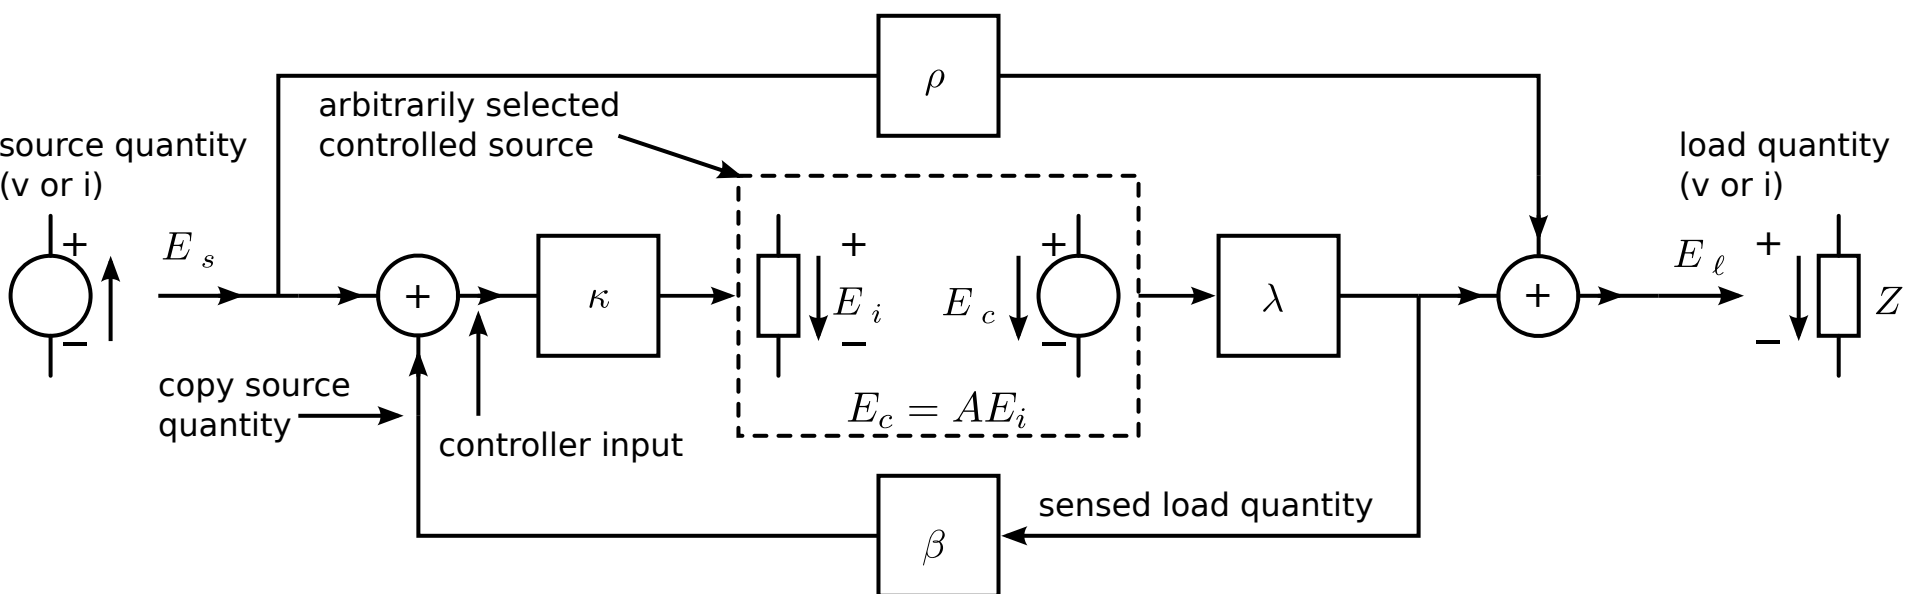 ρ
arbitrarily selected
controlled source
source quantity
(v or i)
load quantity
(v or i)
+
E s
+
κ
+
E i
−
+
E c
−
λ
+
E ℓ
+
−
Z
−
E_c = AE_i
copy source
quantity
controller input
sensed load quantity
β